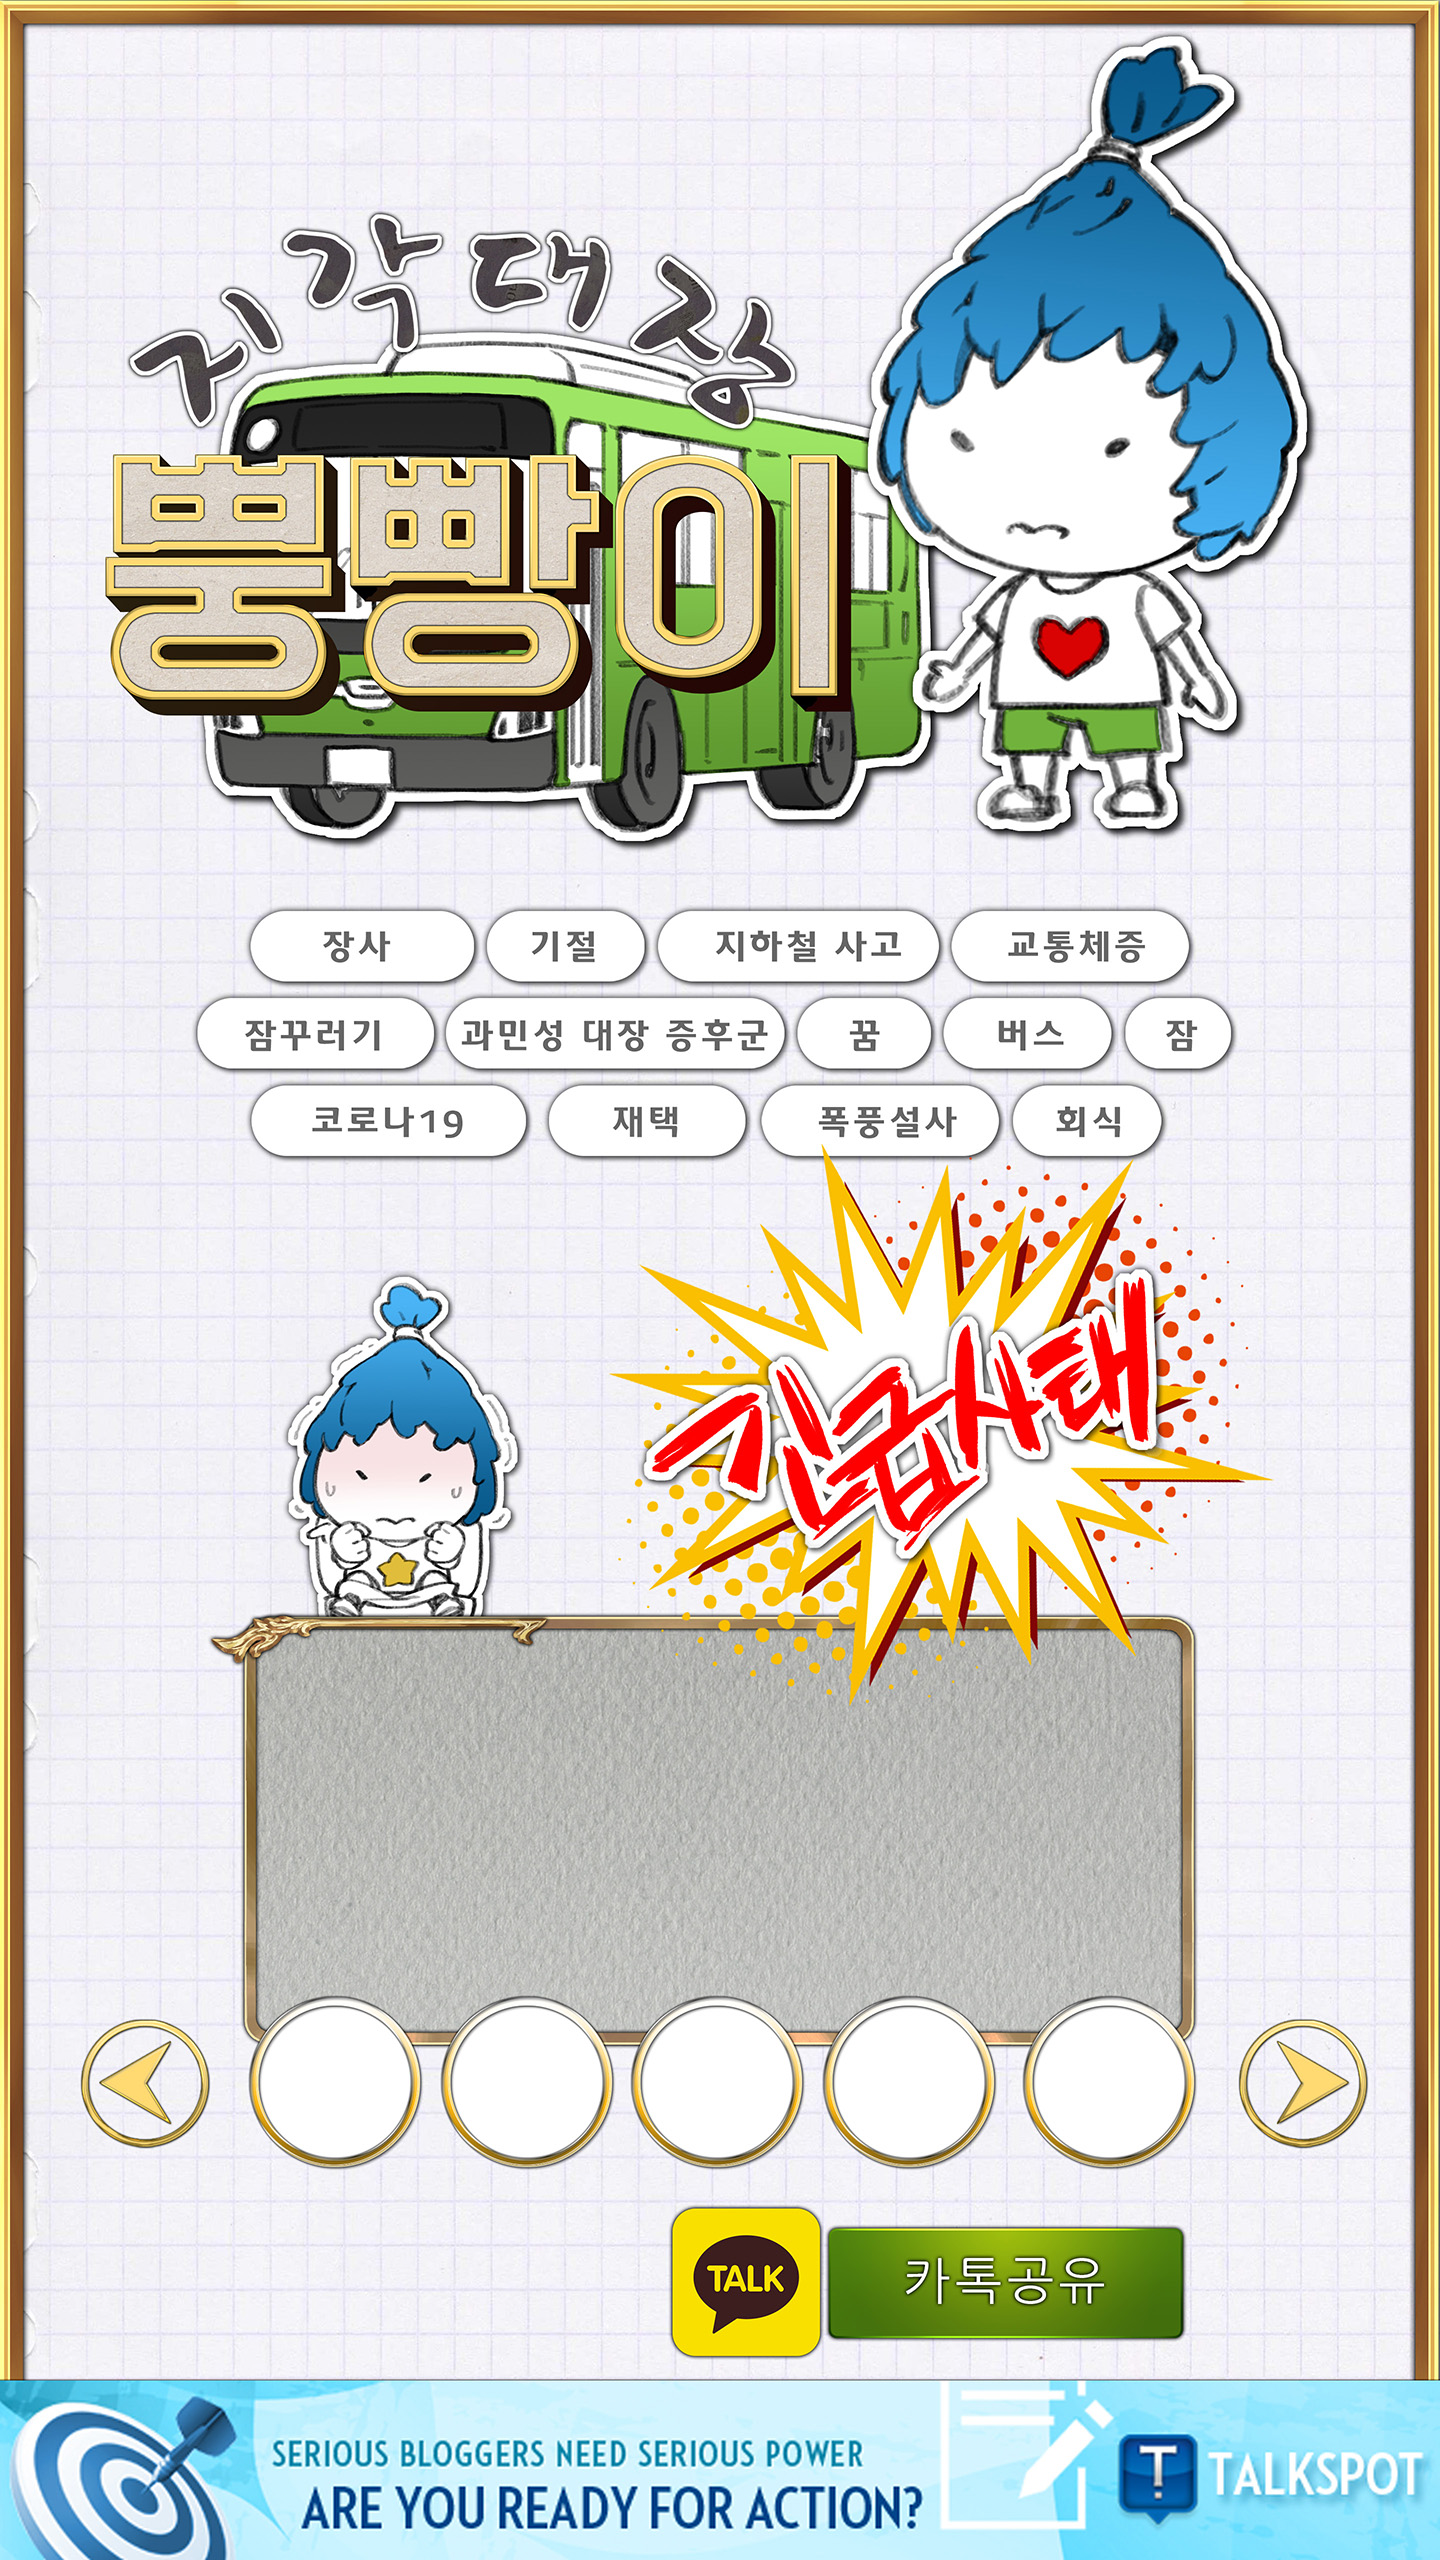 지각대장
뿡빵이
장사 기절 지하철 사고 교통체증
잠꾸러기 과민성 대장 증후군 꿈 버스 잠
코로나19 재택 폭풍설사 회식
긴급사태
TALK 카톡공유
SERIOUS BLOGGERS NEED SERIOUS POWER
ARE YOU READY FOR ACTION?
T TALKSPOT